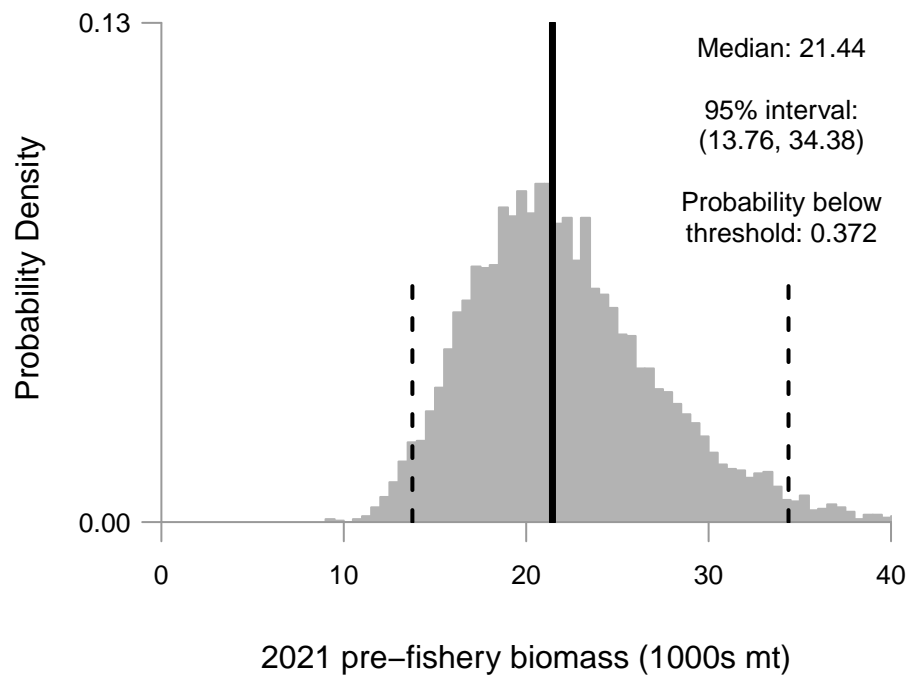 0.13
Median: 21.44
95% interval:
(13.76, 34.38)
Probability below
threshold: 0.372
Probability Density
0.00
0
10
20
30
40
2021 pre−fishery biomass (1000s mt)